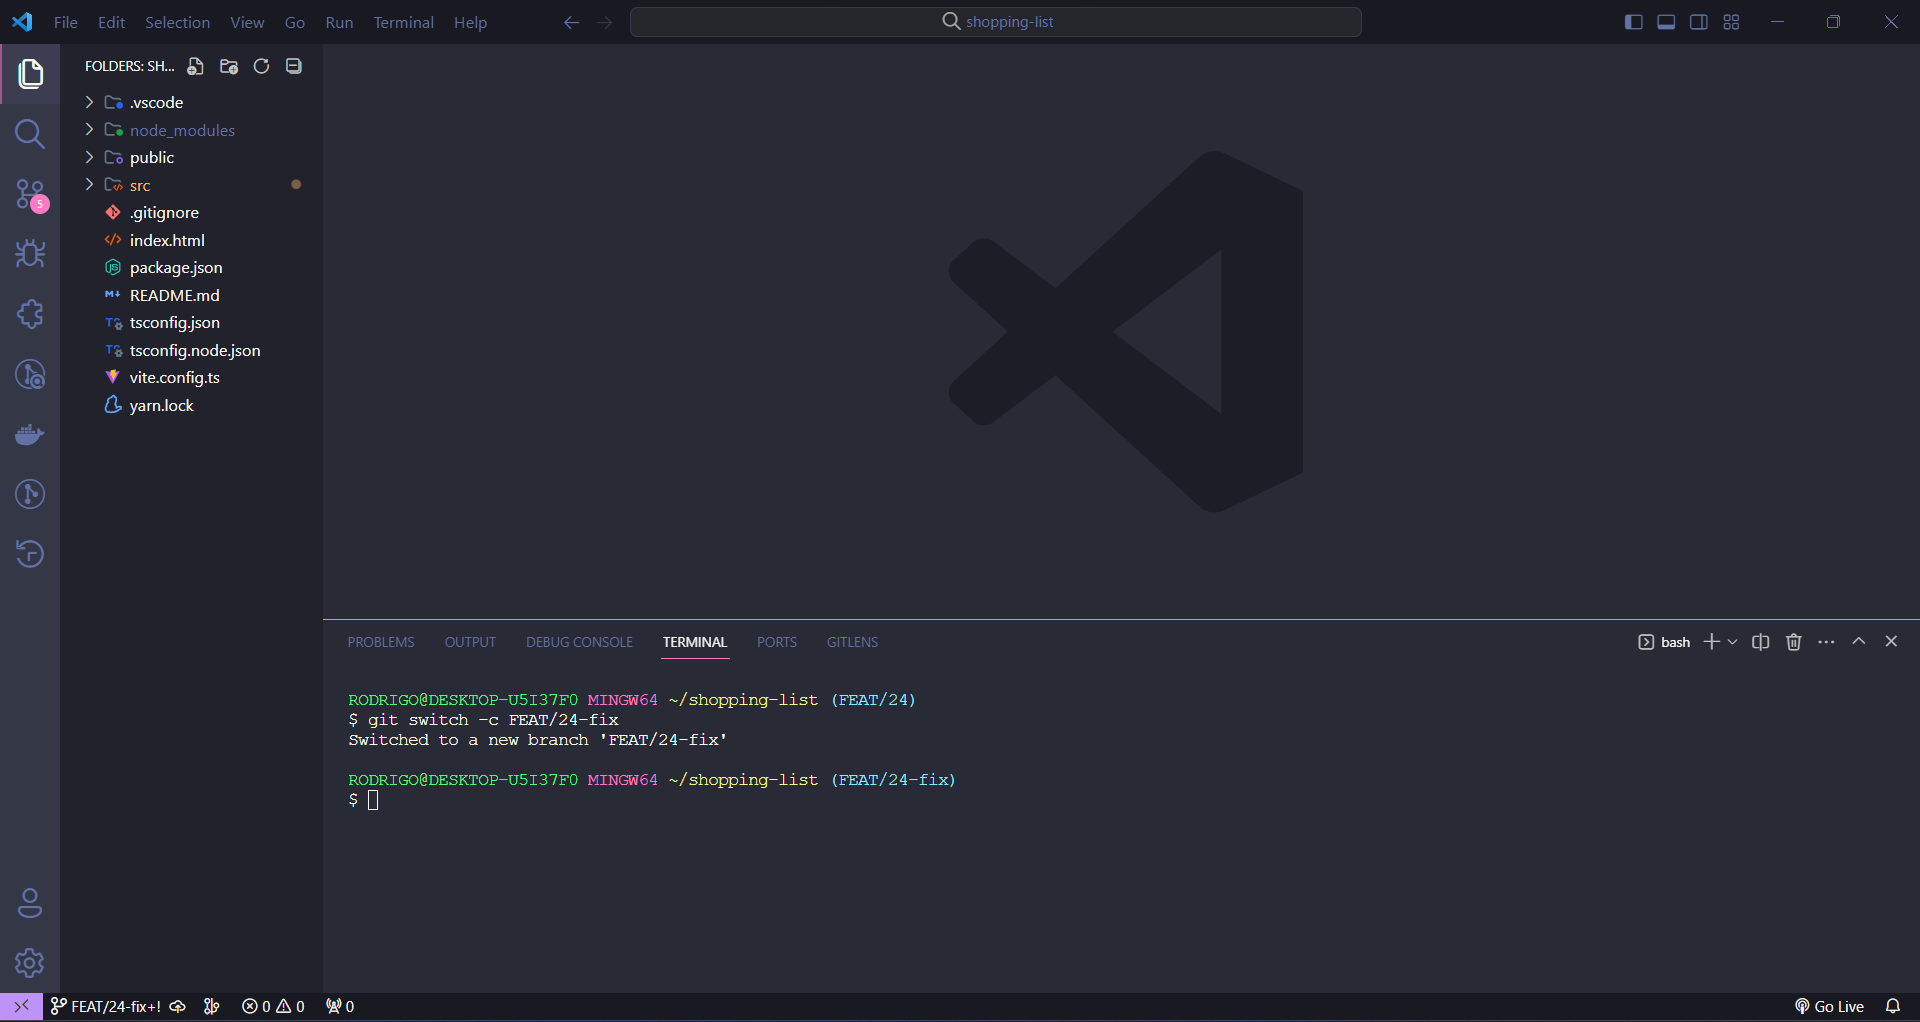 File Edit Selection View Go Run Terminal Help shopping-list
FOLDERS: SH...
.vscode
node_modules
public
src
.gitignore
index.html
package.json
README.md
tsconfig.json
tsconfig.node.json
vite.config.ts
yarn.lock
5
PROBLEMS OUTPUT DEBUG CONSOLE TERMINAL PORTS GITLENS bash
RODRIGO@DESKTOP-U5I37F0 MINGW64 ~/shopping-list (FEAT/24)
$ git switch -c FEAT/24-fix
Switched to a new branch 'FEAT/24-fix'
RODRIGO@DESKTOP-U5I37F0 MINGW64 ~/shopping-list (FEAT/24-fix)
$
FEAT/24-fix+! 0 0 0 Go Live